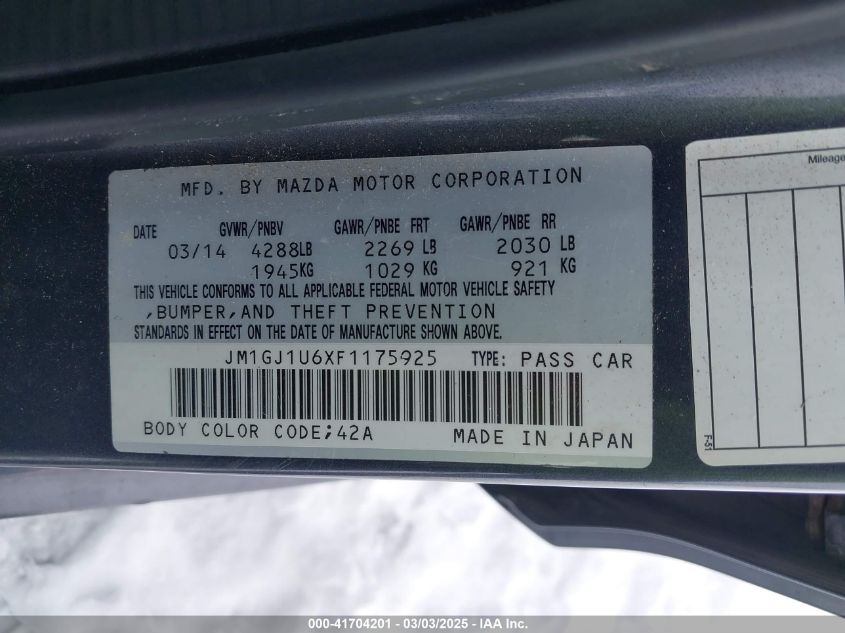 MFD. BY MAZDA MOTOR CORPORATION
DATE GVWR/PNBV GAWR/PNBE FRT GAWR/PNBE RR
03/14 4288LB 2269 LB 2030 LB
1945KG 1029 KG 921 KG
THIS VEHICLE CONFORMS TO ALL APPLICABLE FEDERAL MOTOR VEHICLE SAFETY
,BUMPER,AND THEFT PREVENTION
STANDARDS IN EFFECT ON THE DATE OF MANUFACTURE SHOWN ABOVE.
JM1GJ1U6XF1175925 TYPE: PASS CAR
BODY COLOR CODE;42A MADE IN JAPAN
Mileage
F-51
000-41704201 - 03/03/2025 - IAA Inc.